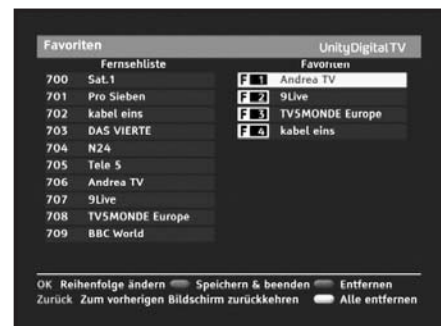 Favoriten UnityDigitalTV
Fernsehliste Favoriten
700 Sat.1 F 1 Andrea TV
701 Pro Sieben F 2 9Live
702 kabel eins F 3 TV5MONDE Europe
703 DAS VIERTE F 4 kabel eins
704 N24
705 Tele 5
706 Andrea TV
707 9Live
708 TV5MONDE Europe
709 BBC World
OK Reihenfolge ändern Speichern & beenden Entfernen
Zurück Zum vorherigen Bildschirm zurückkehren Alle entfernen